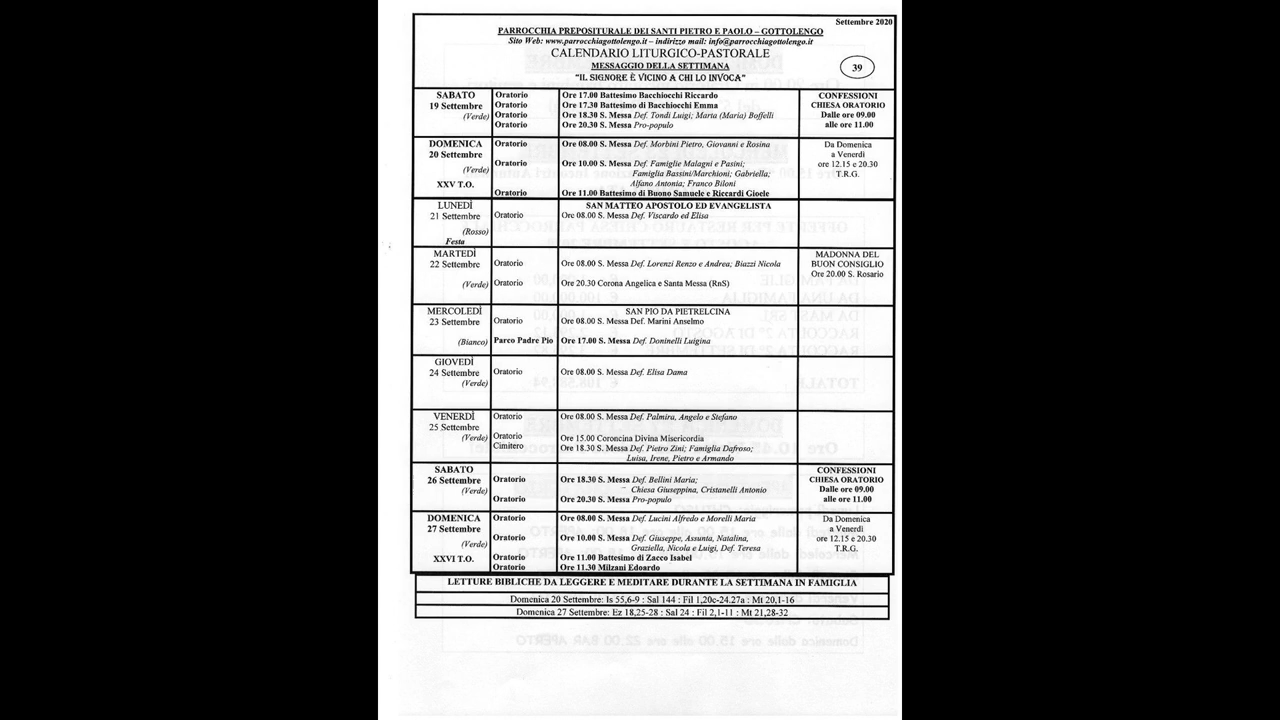 Settembre 2020
PARROCCHIA PREPOSITURALE DEI SANTI PIETRO E PAOLO – GOTTOLENGO
Sito Web: www.parrocchiagottolengo.it – indirizzo mail: info@parrocchiagottolengo.it
CALENDARIO LITURGICO-PASTORALE
MESSAGGIO DELLA SETTIMANA
"IL SIGNORE È VICINO A CHI LO INVOCA"
39
SABATO
19 Settembre
(Verde)
Oratorio Ore 17.00 Battesimo Bacchiocchi Riccardo
Oratorio Ore 17.30 Battesimo di Bacchiocchi Emma
Oratorio Ore 18.30 S. Messa Def. Tondi Luigi; Marta (Maria) Boffelli
Oratorio Ore 20.30 S. Messa Pro-populo
CONFESSIONI
CHIESA ORATORIO
Dalle ore 09.00
alle ore 11.00
DOMENICA
20 Settembre
(Verde)
XXV T.O.
Oratorio Ore 08.00 S. Messa Def. Morbini Pietro, Giovanni e Rosina
Oratorio Ore 10.00 S. Messa Def. Famiglie Malagni e Pasini;
Famiglia Bassini/Marchioni; Gabriella;
Alfano Antonia; Franco Biloni
Oratorio Ore 11.00 Battesimo di Buono Samuele e Riccardi Gioele
Da Domenica
a Venerdì
ore 12.15 e 20.30
T.R.G.
LUNEDÌ
21 Settembre
(Rosso)
Festa
SAN MATTEO APOSTOLO ED EVANGELISTA
Oratorio Ore 08.00 S. Messa Def. Viscardo ed Elisa
MARTEDÌ
22 Settembre
(Verde)
Oratorio Ore 08.00 S. Messa Def. Lorenzi Renzo e Andrea; Biazzi Nicola
Oratorio Ore 20.30 Corona Angelica e Santa Messa (RnS)
MADONNA DEL
BUON CONSIGLIO
Ore 20.00 S. Rosario
MERCOLEDÌ
23 Settembre
(Bianco)
SAN PIO DA PIETRELCINA
Oratorio Ore 08.00 S. Messa Def. Marini Anselmo
Parco Padre Pio Ore 17.00 S. Messa Def. Doninelli Luigina
GIOVEDÌ
24 Settembre
(Verde)
Oratorio Ore 08.00 S. Messa Def. Elisa Dama
VENERDÌ
25 Settembre
(Verde)
Oratorio Ore 08.00 S. Messa Def. Palmira, Angelo e Stefano
Oratorio Ore 15.00 Coroncina Divina Misericordia
Cimitero Ore 18.30 S. Messa Def. Pietro Zini; Famiglia Dafroso;
Luisa, Irene, Pietro e Armando
SABATO
26 Settembre
(Verde)
Oratorio Ore 18.30 S. Messa Def. Bellini Maria;
Chiesa Giuseppina, Cristanelli Antonio
Oratorio Ore 20.30 S. Messa Pro-populo
CONFESSIONI
CHIESA ORATORIO
Dalle ore 09.00
alle ore 11.00
DOMENICA
27 Settembre
(Verde)
XXVI T.O.
Oratorio Ore 08.00 S. Messa Def. Lucini Alfredo e Morelli Maria
Oratorio Ore 10.00 S. Messa Def. Giuseppe, Assunta, Natalina,
Graziella, Nicola e Luigi, Def. Teresa
Oratorio Ore 11.00 Battesimo di Zacco Isabel
Oratorio Ore 11.30 Milzani Edoardo
Da Domenica
a Venerdì
ore 12.15 e 20.30
T.R.G.
LETTURE BIBLICHE DA LEGGERE E MEDITARE DURANTE LA SETTIMANA IN FAMIGLIA
Domenica 20 Settembre: Is 55,6-9 : Sal 144 : Fil 1,20c-24.27a : Mt 20,1-16
Domenica 27 Settembre: Ez 18,25-28 : Sal 24 : Fil 2,1-11 : Mt 21,28-32